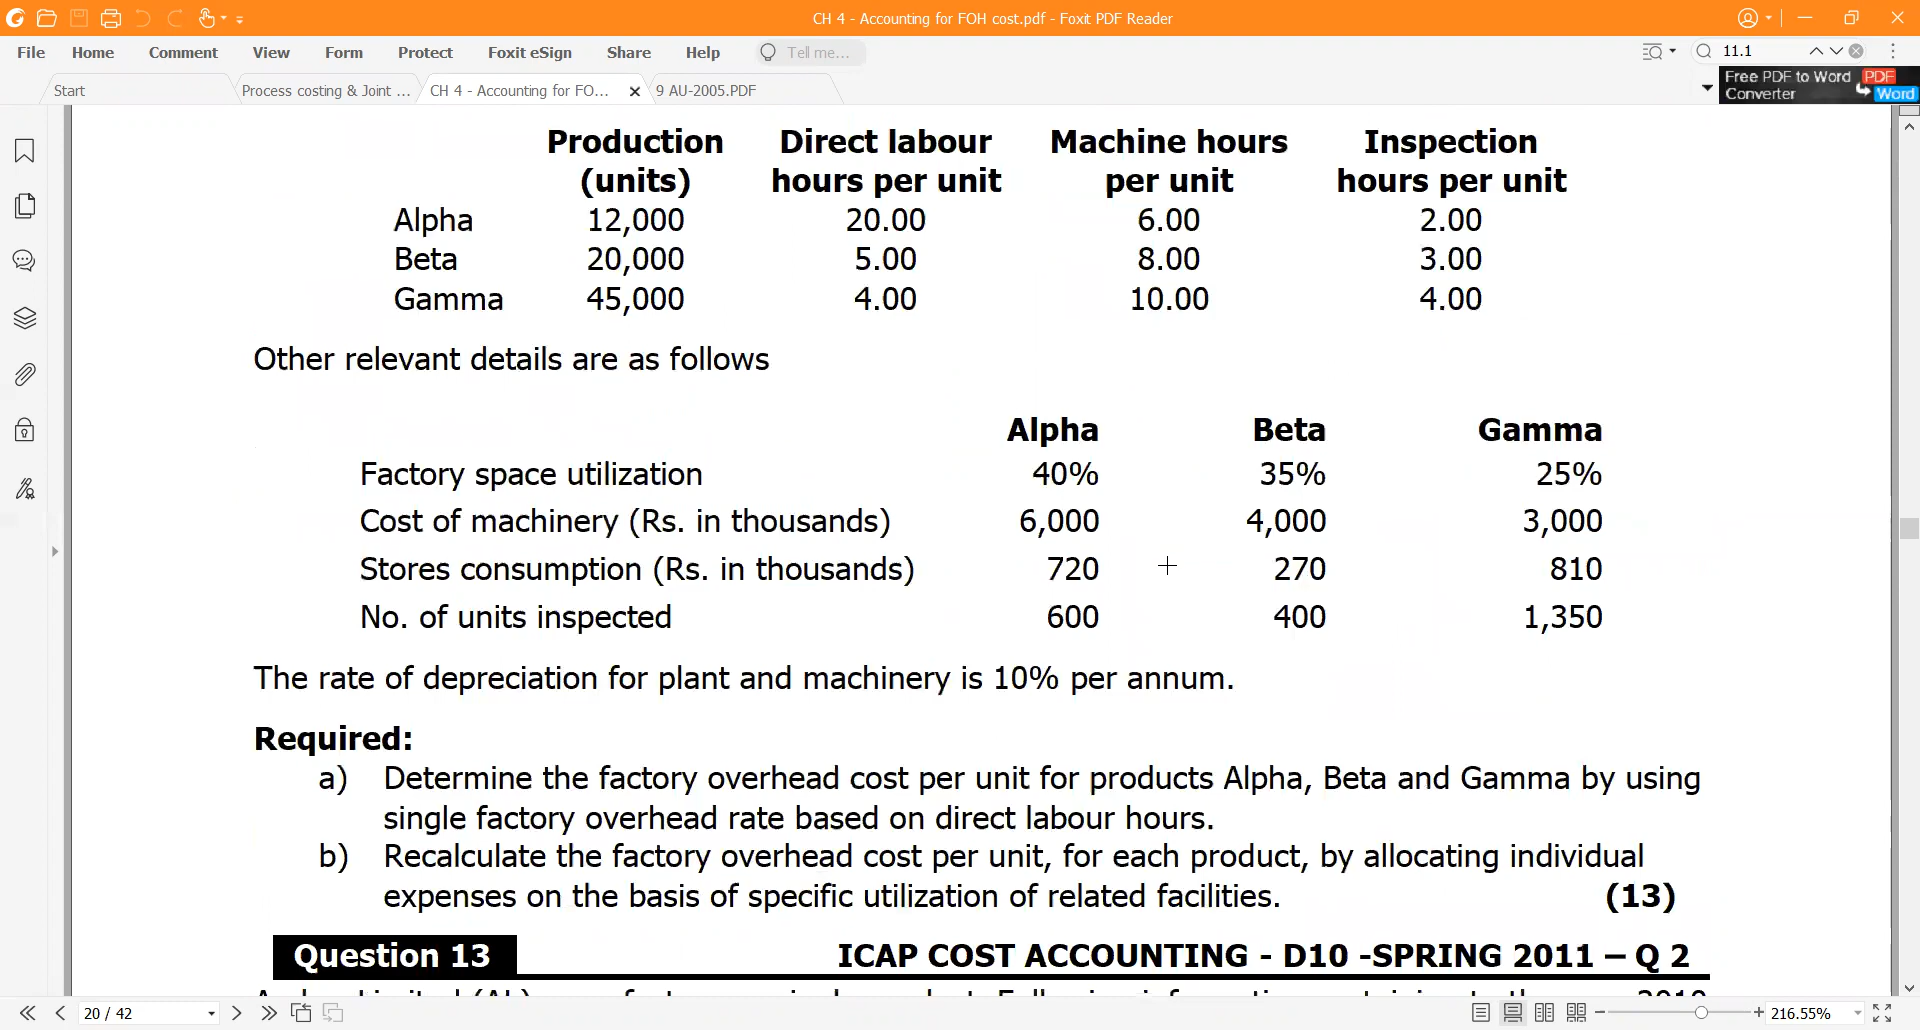 CH 4 - Accounting for FOH cost.pdf - Foxit PDF Reader
File Home Comment View Form Protect Foxit eSign Share Help Tell me... 11.1
Start Process costing & Joint ... CH 4 - Accounting for FO... 9 AU-2005.PDF
Free PDF to Word PDF
Converter Word
Production Direct labour Machine hours Inspection
(units) hours per unit per unit hours per unit
Alpha 12,000 20.00 6.00 2.00
Beta 20,000 5.00 8.00 3.00
Gamma 45,000 4.00 10.00 4.00
Other relevant details are as follows
Alpha Beta Gamma
Factory space utilization 40% 35% 25%
Cost of machinery (Rs. in thousands) 6,000 4,000 3,000
Stores consumption (Rs. in thousands) 720 270 810
No. of units inspected 600 400 1,350
The rate of depreciation for plant and machinery is 10% per annum.
Required:
a) Determine the factory overhead cost per unit for products Alpha, Beta and Gamma by using
single factory overhead rate based on direct labour hours.
b) Recalculate the factory overhead cost per unit, for each product, by allocating individual
expenses on the basis of specific utilization of related facilities. (13)
Question 13 ICAP COST ACCOUNTING - D10 -SPRING 2011 – Q 2
20 / 42 216.55%